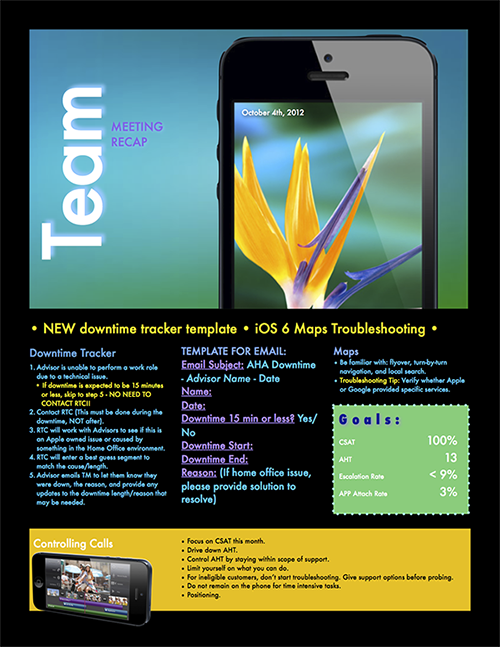 Team
MEETING
RECAP
October 4th, 2012
• NEW downtime tracker template • iOS 6 Maps Troubleshooting •
Downtime Tracker
1. Advisor is unable to perform a work role
due to a technical issue.
• If downtime is expected to be 15 minutes
or less, skip to step 5 - NO NEED TO
CONTACT RTC!!
2. Contact RTC (This must be done during the
downtime, NOT after).
3. RTC will work with Advisors to see if this is
an Apple owned issue or caused by
something in the Home Office environment.
4. RTC will enter a best guess segment to
match the cause/length.
5. Advisor emails TM to let them know they
were down, the reason, and provide any
updates to the downtime length/reason that
may be needed.
TEMPLATE FOR EMAIL:
Email Subject: AHA Downtime
- Advisor Name - Date
Name:
Date:
Downtime 15 min or less? Yes/
No
Downtime Start:
Downtime End:
Reason: (If home office issue,
please provide solution to
resolve)
Maps
• Be familiar with: flyover, turn-by-turn
navigation, and local search.
• Troubleshooting Tip: Verify whether Apple
or Google provided specific services.
Goals:
CSAT 100%
AHT 13
Escalation Rate < 9%
APP Attach Rate 3%
Controlling Calls
• Focus on CSAT this month.
• Drive down AHT.
• Control AHT by staying within scope of support.
• Limit yourself on what you can do.
• For ineligible customers, don't start troubleshooting. Give support options before probing.
• Do not remain on the phone for time intensive tasks.
• Positioning.